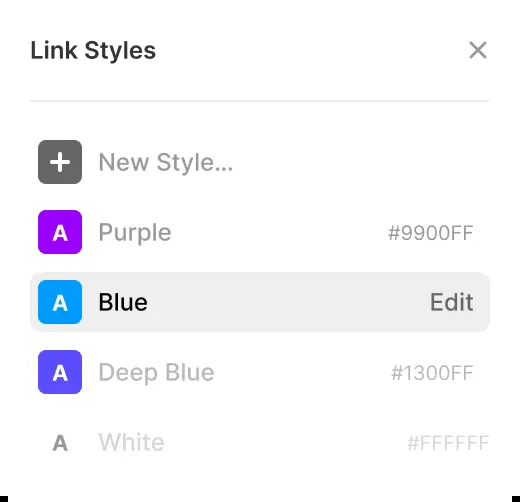 Link Styles
New Style...
A Purple #9900FF
A Blue Edit
A Deep Blue #1300FF
A White #FFFFFF